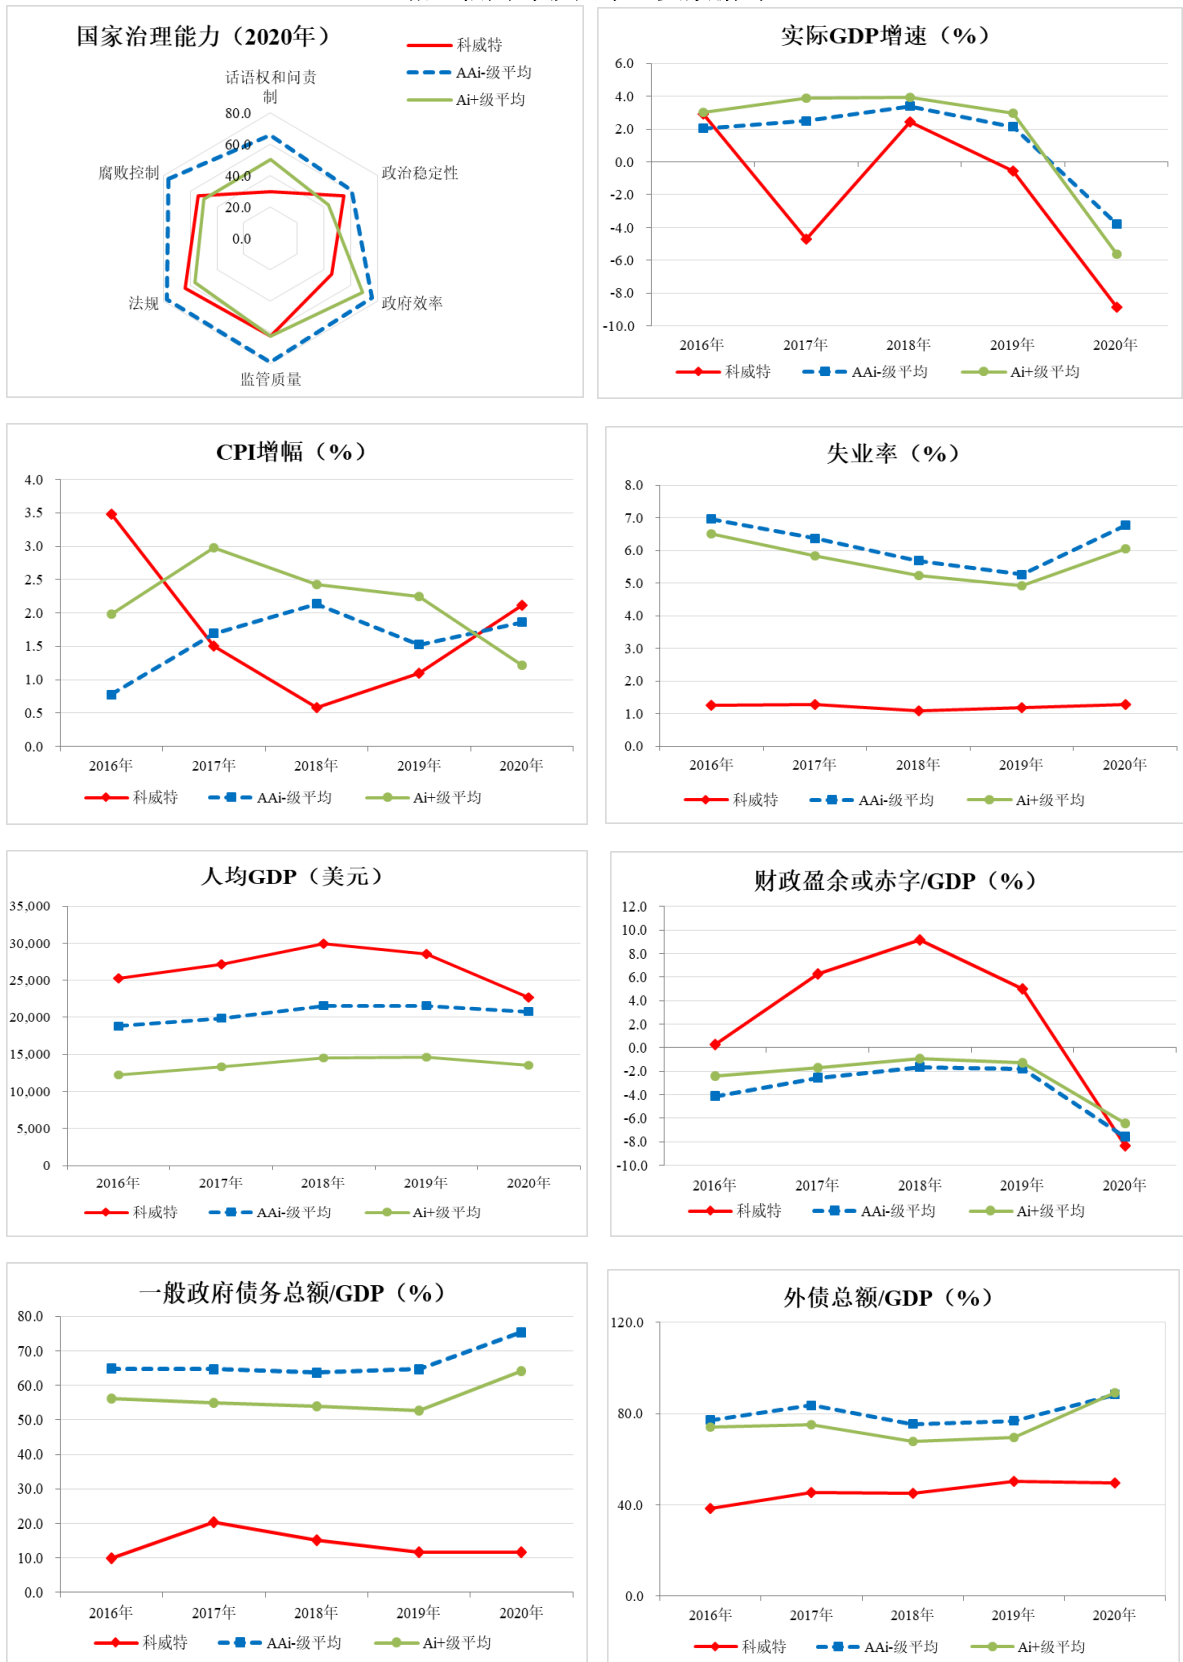 国家治理能力（2020年）
科威特
AAi-级平均
Ai+级平均
话语权和问责
制
80.0
60.0
40.0
20.0
0.0
腐败控制
政治稳定性
法规
政府效率
监管质量
实际GDP增速（%）
6.0
4.0
2.0
0.0
-2.0
-4.0
-6.0
-8.0
-10.0
2016年 2017年 2018年 2019年 2020年
科威特 AAi-级平均 Ai+级平均
CPI增幅（%）
4.0
3.5
3.0
2.5
2.0
1.5
1.0
0.5
0.0
2016年 2017年 2018年 2019年 2020年
科威特 AAi-级平均 Ai+级平均
失业率（%）
8.0
7.0
6.0
5.0
4.0
3.0
2.0
1.0
0.0
2016年 2017年 2018年 2019年 2020年
科威特 AAi-级平均 Ai+级平均
人均GDP（美元）
35,000
30,000
25,000
20,000
15,000
10,000
5,000
0
2016年 2017年 2018年 2019年 2020年
科威特 AAi-级平均 Ai+级平均
财政盈余或赤字/GDP（%）
12.0
10.0
8.0
6.0
4.0
2.0
0.0
-2.0
-4.0
-6.0
-8.0
-10.0
2016年 2017年 2018年 2019年 2020年
科威特 AAi-级平均 Ai+级平均
一般政府债务总额/GDP（%）
80.0
70.0
60.0
50.0
40.0
30.0
20.0
10.0
0.0
2016年 2017年 2018年 2019年 2020年
科威特 AAi-级平均 Ai+级平均
外债总额/GDP（%）
120.0
80.0
40.0
0.0
2016年 2017年 2018年 2019年 2020年
科威特 AAi-级平均 Ai+级平均